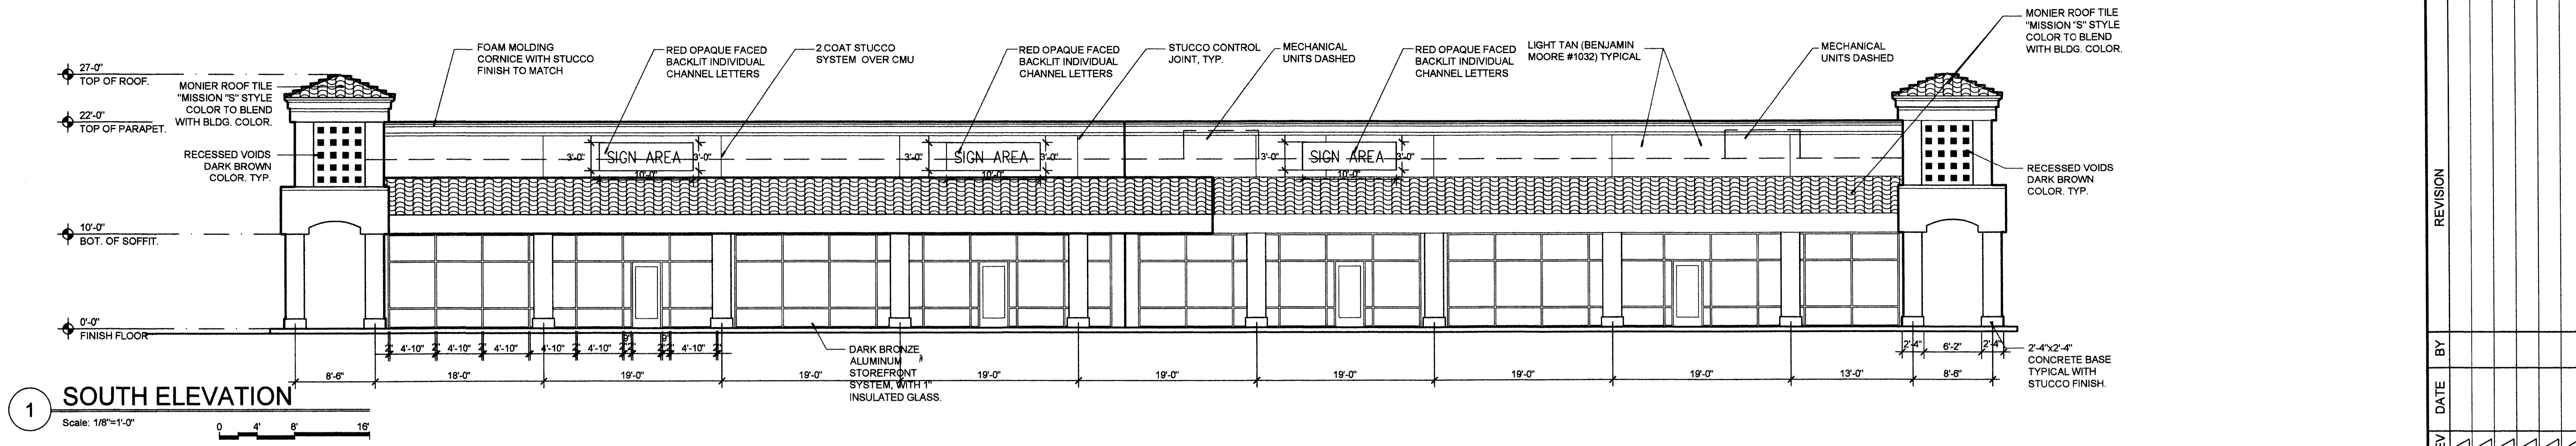 FOAM MOLDING
CORNICE WITH STUCCO
FINISH TO MATCH
RED OPAQUE FACED
BACKLIT INDIVIDUAL
CHANNEL LETTERS
2 COAT STUCCO
SYSTEM OVER CMU
RED OPAQUE FACED
BACKLIT INDIVIDUAL
CHANNEL LETTERS
STUCCO CONTROL
JOINT, TYP.
MECHANICAL
UNITS DASHED
RED OPAQUE FACED
BACKLIT INDIVIDUAL
CHANNEL LETTERS
LIGHT TAN (BENJAMIN
MOORE #1032) TYPICAL
MECHANICAL
UNITS DASHED
MONIER ROOF TILE
"MISSION "S" STYLE
COLOR TO BLEND
WITH BLDG. COLOR.
27'-0"
TOP OF ROOF.
MONIER ROOF TILE
"MISSION "S" STYLE
COLOR TO BLEND
WITH BLDG. COLOR.
22'-0"
TOP OF PARAPET.
RECESSED VOIDS
DARK BROWN
COLOR. TYP.
3'-0" SIGN AREA 3'-0"
10'-0"
3'-0" SIGN AREA 3'-0"
10'-0"
3'-0" SIGN AREA 3'-0"
10'-0"
RECESSED VOIDS
DARK BROWN
COLOR. TYP.
10'-0"
BOT. OF SOFFIT.
0'-0"
FINISH FLOOR
4'-10" 4'-10" 4'-10" 4'-10" 4'-10" 9" 9" 4'-10"
DARK BRONZE
ALUMINUM
STOREFRONT
SYSTEM, WITH 1"
INSULATED GLASS.
2'-4" 6'-2" 2'-4"
2'-4"x2'-4"
CONCRETE BASE
TYPICAL WITH
STUCCO FINISH.
8'-6" 18'-0" 19'-0" 19'-0" 19'-0" 19'-0" 19'-0" 19'-0" 19'-0" 13'-0" 8'-6"
1 SOUTH ELEVATION
Scale: 1/8"=1'-0"
0 4' 8' 16'
REVISION
BY
DATE